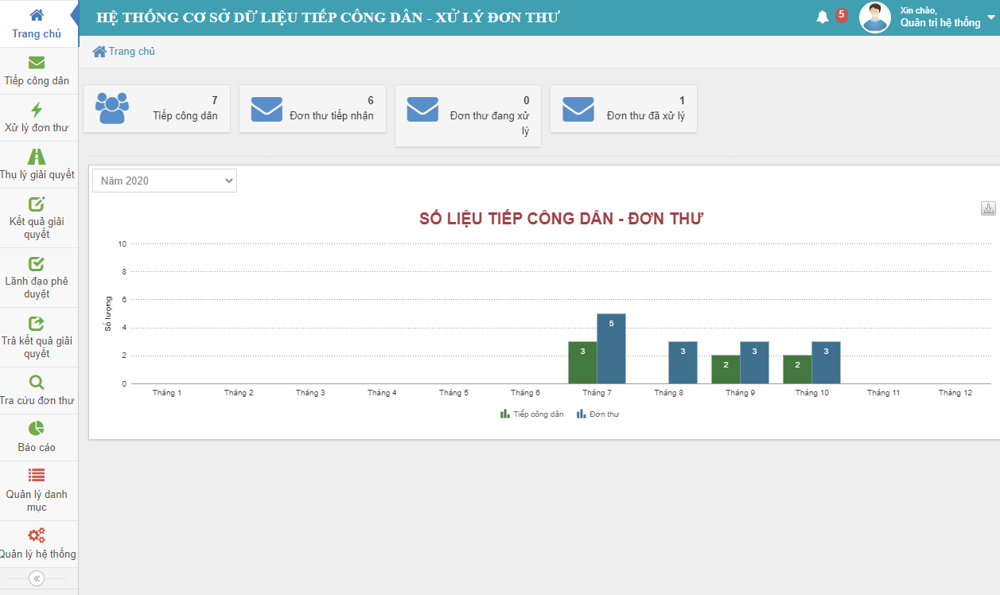 HỆ THỐNG CƠ SỞ DỮ LIỆU TIẾP CÔNG DÂN - XỬ LÝ ĐƠN THƯ
5
Xin chào,
Quản trị hệ thống
Trang chủ
Tiếp công dân
Xử lý đơn thư
Thụ lý giải quyết
Kết quả giải
quyết
Lãnh đạo phê
duyệt
Trả kết quả giải
quyết
Tra cứu đơn thư
Báo cáo
Quản lý danh
mục
Quản lý hệ thống
Trang chủ
7
Tiếp công dân
6
Đơn thư tiếp nhận
0
Đơn thư đang xử
lý
1
Đơn thư đã xử lý
Năm 2020
SỐ LIỆU TIẾP CÔNG DÂN - ĐƠN THƯ
Số lượng
10
8
6
4
2
0
3
5
3
2
3
2
3
Tháng 1
Tháng 2
Tháng 3
Tháng 4
Tháng 5
Tháng 6
Tháng 7
Tháng 8
Tháng 9
Tháng 10
Tháng 11
Tháng 12
Tiếp công dân
Đơn thư